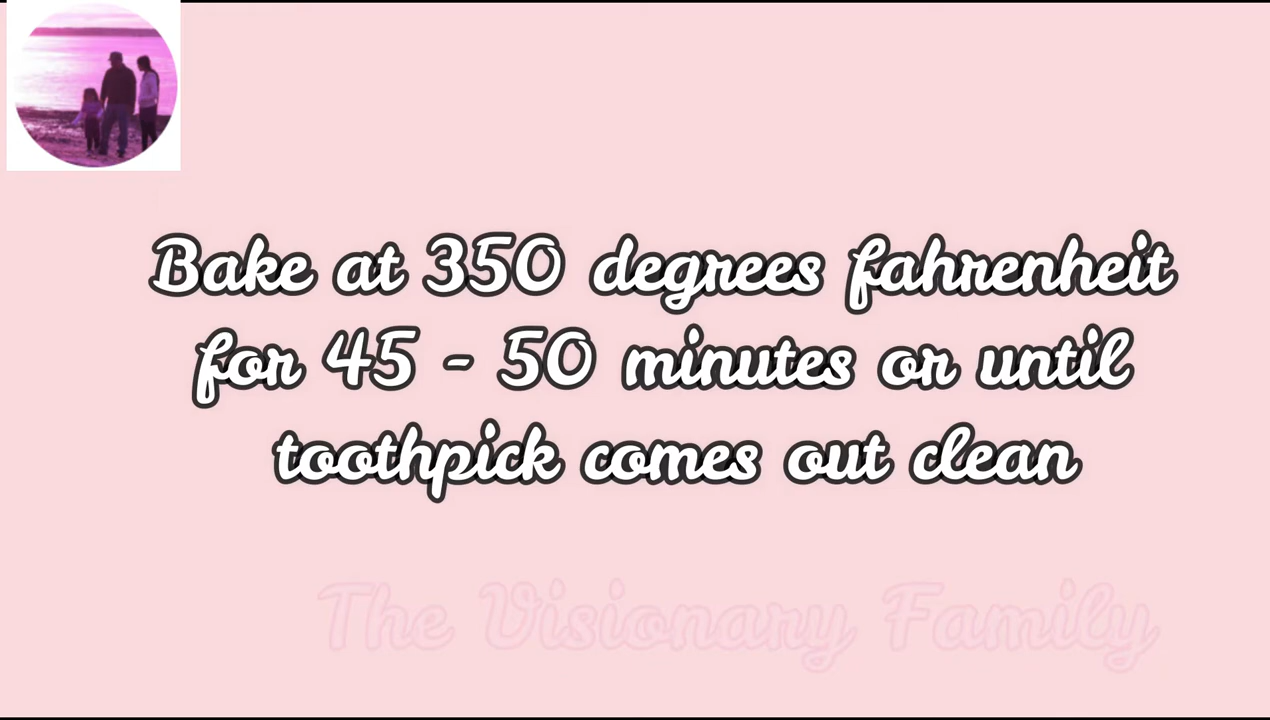 Bake at 350 degrees fahrenheit
for 45 - 50 minutes or until
toothpick comes out clean
The Visionary Family